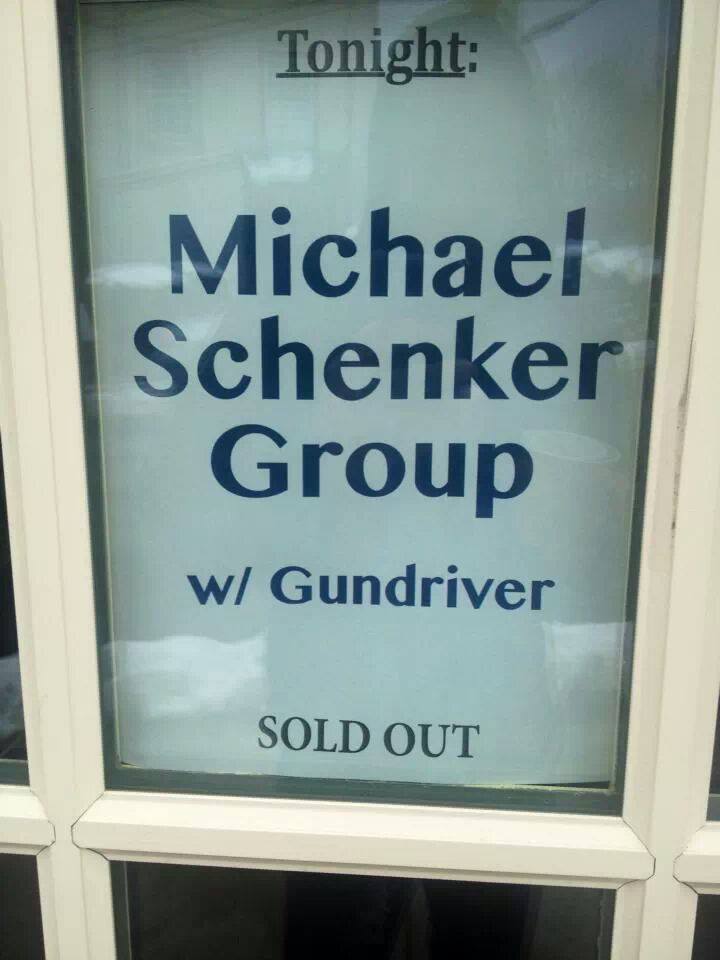 Tonight:
Michael
Schenker
Group
w/ Gundriver
SOLD OUT